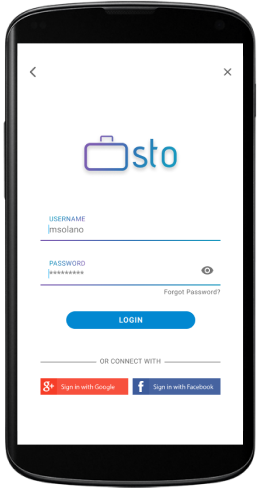 sto
USERNAME
msolano
PASSWORD
*********
Forgot Password?
LOGIN
OR CONNECT WITH
g+ Sign in with Google
f Sign in with Facebook